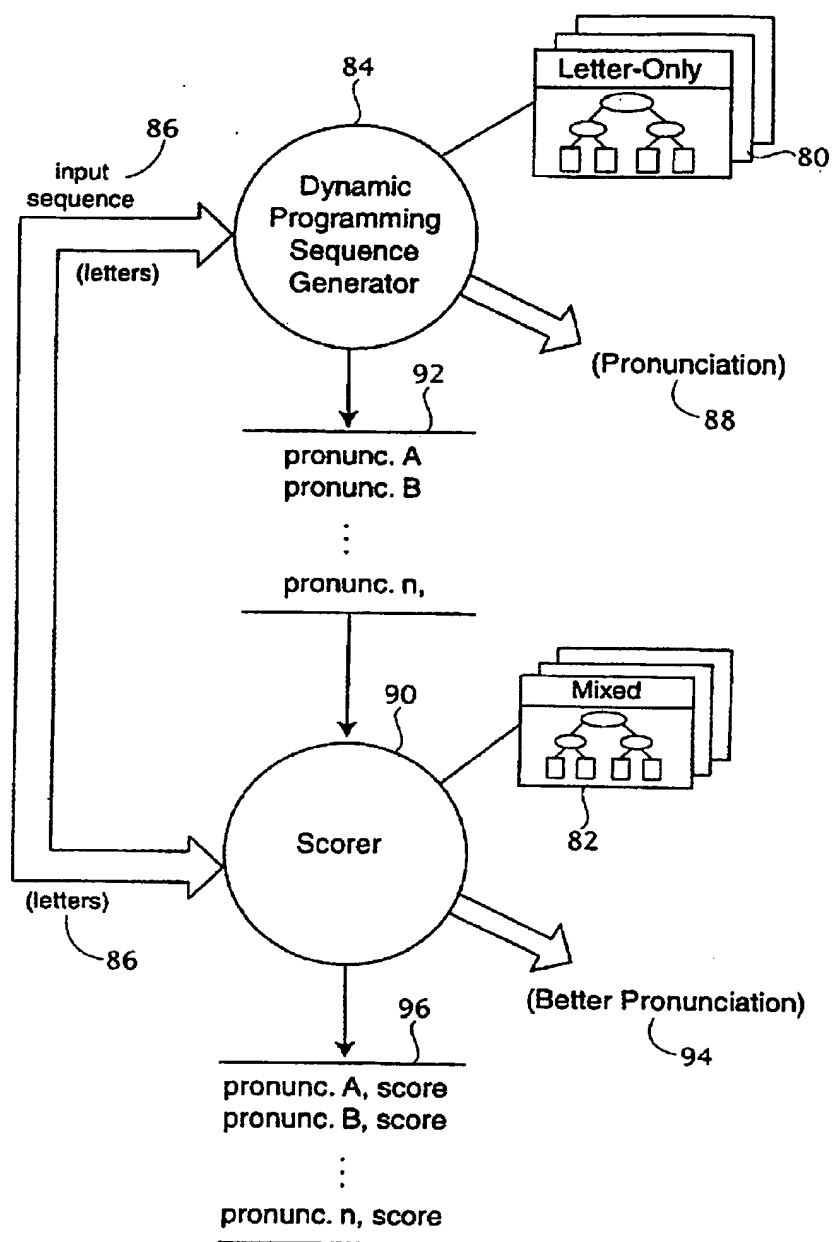 Letter-Only
84
86
80
input
sequence
(letters)
Dynamic
Programming
Sequence
Generator
(Pronunciation)
88
92
pronunc. A
pronunc. B
⋮
pronunc. n,
90
Mixed
82
Scorer
(letters)
86
(Better Pronunciation)
94
96
pronunc. A, score
pronunc. B, score
⋮
pronunc. n, score